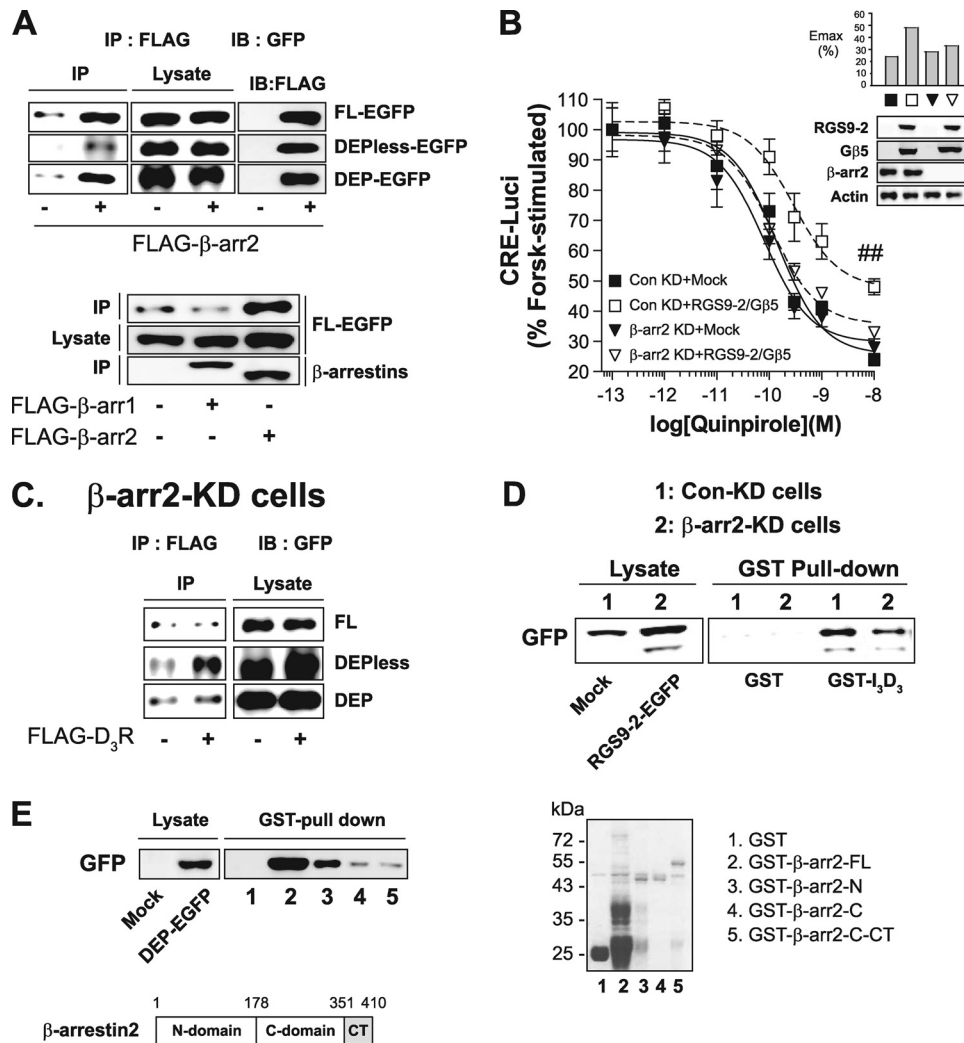 A
IP : FLAG IB : GFP
IP Lysate IB:FLAG
FL-EGFP
DEPless-EGFP
DEP-EGFP
- + - + - +
FLAG-β-arr2
IP
Lysate
IP
FL-EGFP
β-arrestins
FLAG-β-arr1 - + -
FLAG-β-arr2 - - +
B
Emax
(%)
60
50
40
30
20
10
0
RGS9-2
Gβ5
β-arr2
Actin
CRE-Luci
(% Forsk-stimulated)
110
100
90
80
70
60
50
40
30
20
##
Con KD+Mock
Con KD+RGS9-2/Gβ5
β-arr2 KD+Mock
β-arr2 KD+RGS9-2/Gβ5
-13 -12 -11 -10 -9 -8
log[Quinpirole](M)
C. β-arr2-KD cells
IP : FLAG IB : GFP
IP Lysate
FL
DEPless
DEP
FLAG-D₃R - + - +
D
1: Con-KD cells
2: β-arr2-KD cells
Lysate GST Pull-down
1 2 1 2 1 2
GFP
Mock
RGS9-2-EGFP
GST GST-I₃D₃
E
Lysate GST-pull down
GFP
Mock
DEP-EGFP
1 2 3 4 5
1 178 351 410
β-arrestin2 N-domain C-domain CT
kDa
72 -
55 -
43 -
35 -
25 -
1 2 3 4 5
1. GST
2. GST-β-arr2-FL
3. GST-β-arr2-N
4. GST-β-arr2-C
5. GST-β-arr2-C-CT